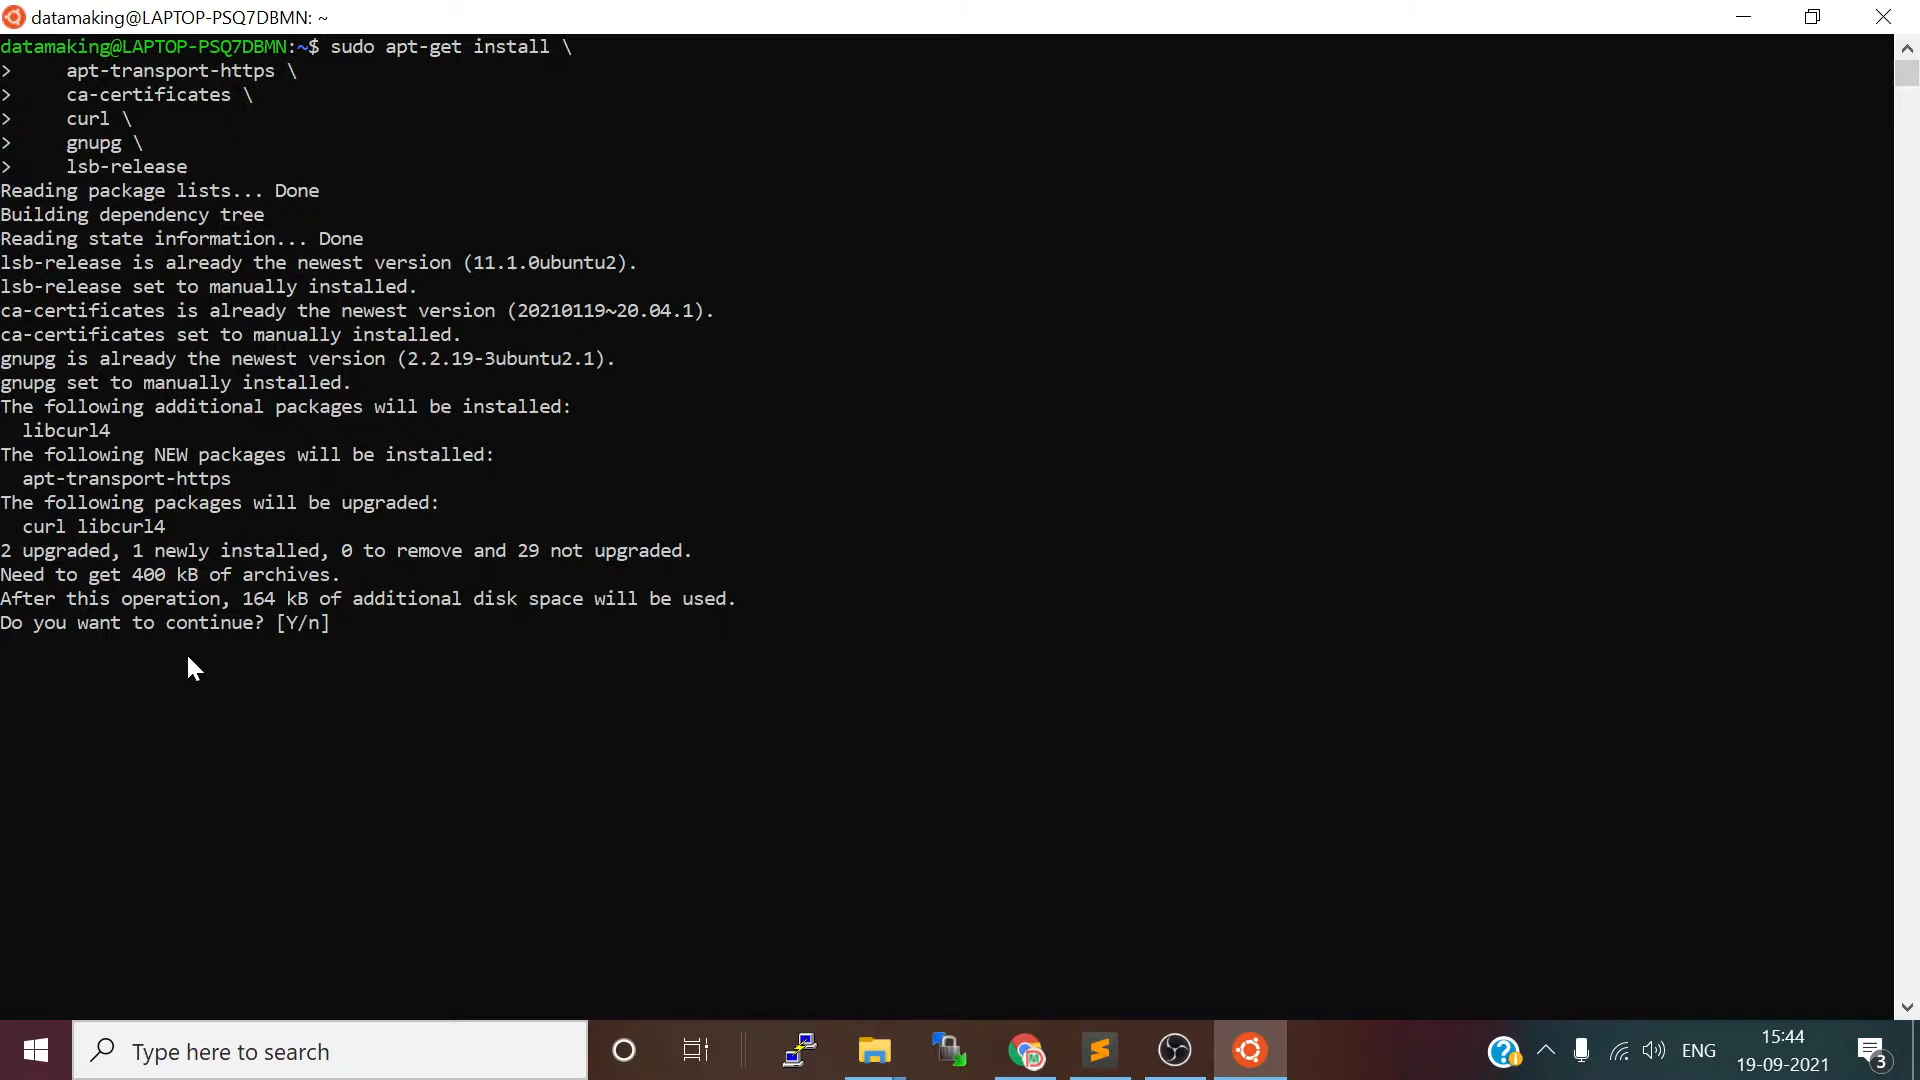 datamaking@LAPTOP-PSQ7DBMN: ~
datamaking@LAPTOP-PSQ7DBMN:~$ sudo apt-get install \
>     apt-transport-https \
>     ca-certificates \
>     curl \
>     gnupg \
>     lsb-release
Reading package lists... Done
Building dependency tree
Reading state information... Done
lsb-release is already the newest version (11.1.0ubuntu2).
lsb-release set to manually installed.
ca-certificates is already the newest version (20210119~20.04.1).
ca-certificates set to manually installed.
gnupg is already the newest version (2.2.19-3ubuntu2.1).
gnupg set to manually installed.
The following additional packages will be installed:
  libcurl4
The following NEW packages will be installed:
  apt-transport-https
The following packages will be upgraded:
  curl libcurl4
2 upgraded, 1 newly installed, 0 to remove and 29 not upgraded.
Need to get 400 kB of archives.
After this operation, 164 kB of additional disk space will be used.
Do you want to continue? [Y/n]
Type here to search
ENG
15:44
19-09-2021
3